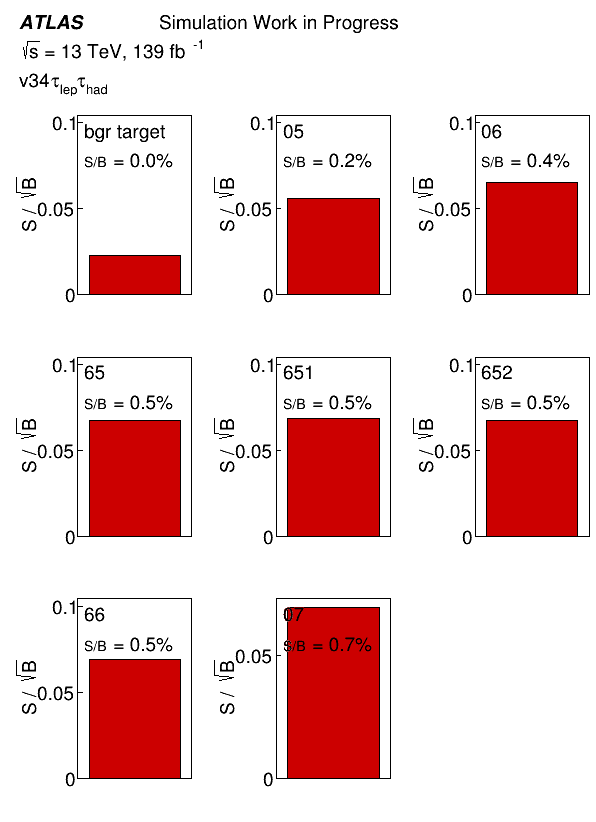 ATLAS Simulation Work in Progress
√s = 13 TeV, 139 fb -1
v34τlepτhad
0.1 bgr target
S/B = 0.0%
S / √B
0.05
0
0.1 05
S/B = 0.2%
S / √B
0.05
0
0.1 06
S/B = 0.4%
S / √B
0.05
0
0.1 65
S/B = 0.5%
S / √B
0.05
0
0.1 651
S/B = 0.5%
S / √B
0.05
0
0.1 652
S/B = 0.5%
S / √B
0.05
0
0.1 66
S/B = 0.5%
S / √B
0.05
0
07
S/B = 0.7%
S / √B
0.05
0